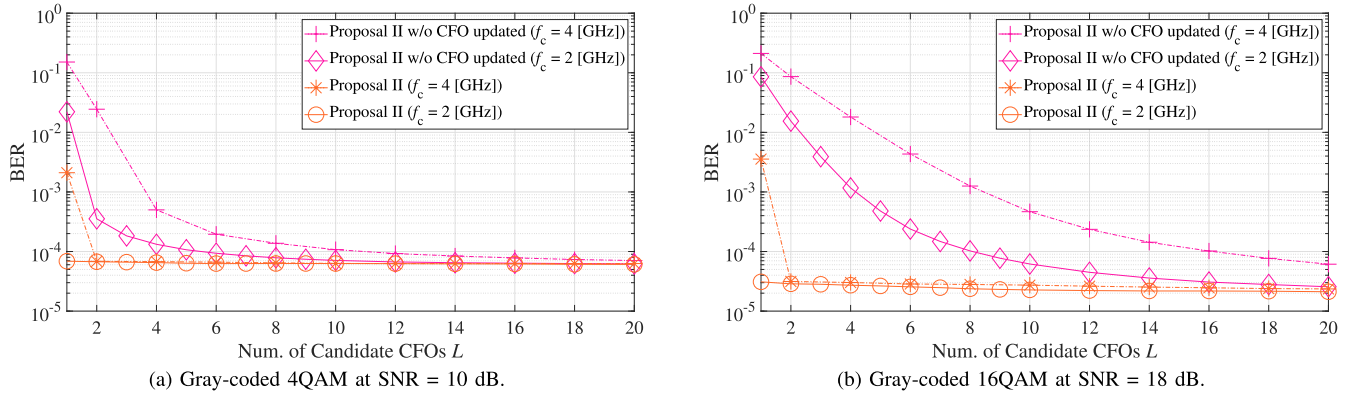 10^0
10^-1
10^-2
10^-3
10^-4
10^-5
BER
Proposal II w/o CFO updated (f_c = 4 [GHz])
Proposal II w/o CFO updated (f_c = 2 [GHz])
Proposal II (f_c = 4 [GHz])
Proposal II (f_c = 2 [GHz])
2 4 6 8 10 12 14 16 18 20
Num. of Candidate CFOs L
(a) Gray-coded 4QAM at SNR = 10 dB.
10^0
10^-1
10^-2
10^-3
10^-4
10^-5
BER
Proposal II w/o CFO updated (f_c = 4 [GHz])
Proposal II w/o CFO updated (f_c = 2 [GHz])
Proposal II (f_c = 4 [GHz])
Proposal II (f_c = 2 [GHz])
2 4 6 8 10 12 14 16 18 20
Num. of Candidate CFOs L
(b) Gray-coded 16QAM at SNR = 18 dB.